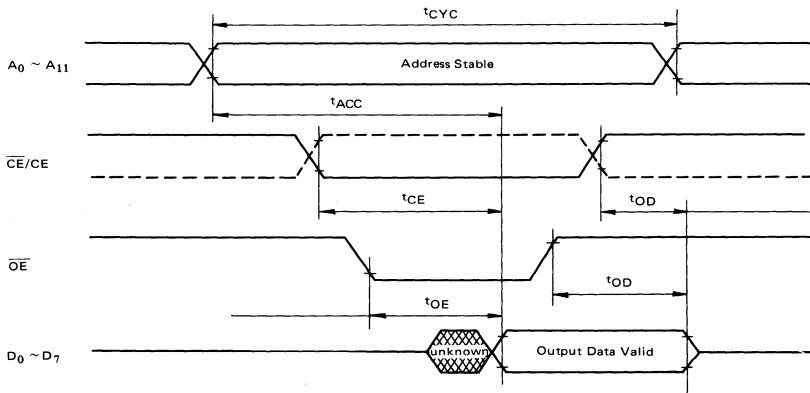 tCYC
A0 ~ A11
Address Stable
tACC
CE/CE
tCE
tOD
OE
tOD
tOE
D0 ~ D7
unknown
Output Data Valid